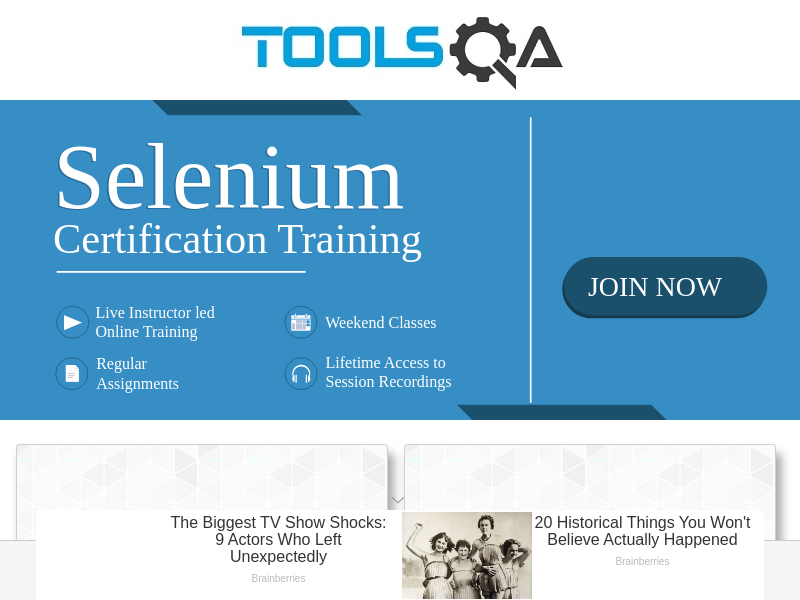 TOOLSQA
Selenium
Certification Training
JOIN NOW
Live Instructor led
Online Training
Weekend Classes
Regular
Assignments
Lifetime Access to
Session Recordings
The Biggest TV Show Shocks:
9 Actors Who Left
Unexpectedly
Brainberries
20 Historical Things You Won't
Believe Actually Happened
Brainberries